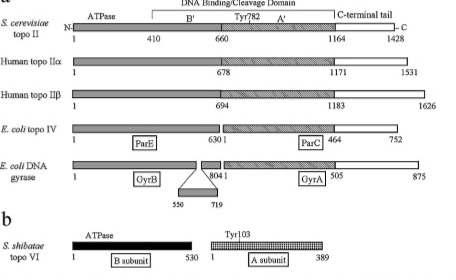 a
DNA Binding/Cleavage Domain
ATPase B' Tyr782 A' C-terminal tail
S. cerevisiae topo II
N- - C
1 410 660 1164 1428
Human topo IIα
1 678 1171 1531
Human topo IIβ
1 694 1183 1626
E. coli topo IV
1 630 1 464 752
ParE ParC
E. coli DNA gyrase
1 804 1 505 875
GyrB GyrA
550 719
b
ATPase Tyr103
S. shibatae topo VI
1 530 1 389
B subunit A subunit